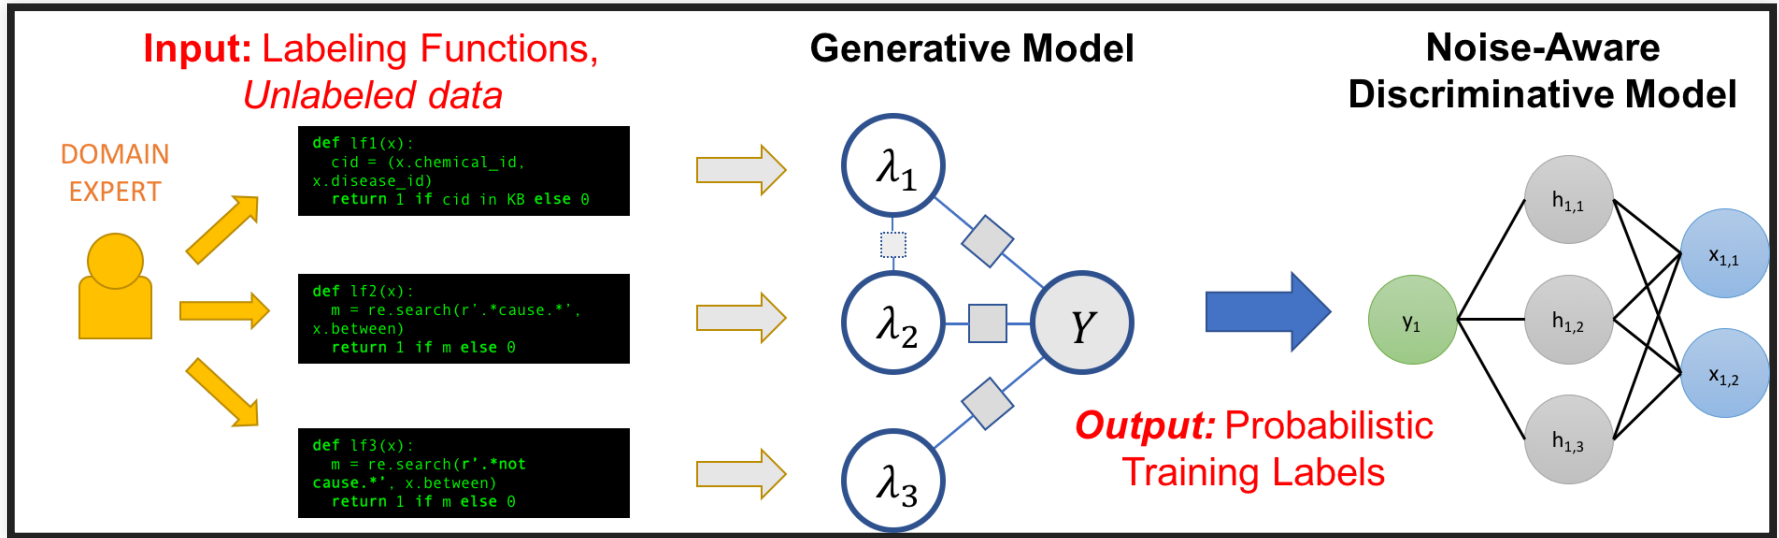 Input: Labeling Functions,
Unlabeled data
DOMAIN
EXPERT
def lf1(x):
  cid = (x.chemical_id,
x.disease_id)
  return 1 if cid in KB else 0
def lf2(x):
  m = re.search(r'.*cause.*',
x.between)
  return 1 if m else 0
def lf3(x):
  m = re.search(r'.*not
cause.*', x.between)
  return 1 if m else 0
Generative Model
λ₁
λ₂
λ₃
Y
Output: Probabilistic
Training Labels
Noise-Aware
Discriminative Model
y₁
h₁,₁
h₁,₂
h₁,₃
x₁,₁
x₁,₂